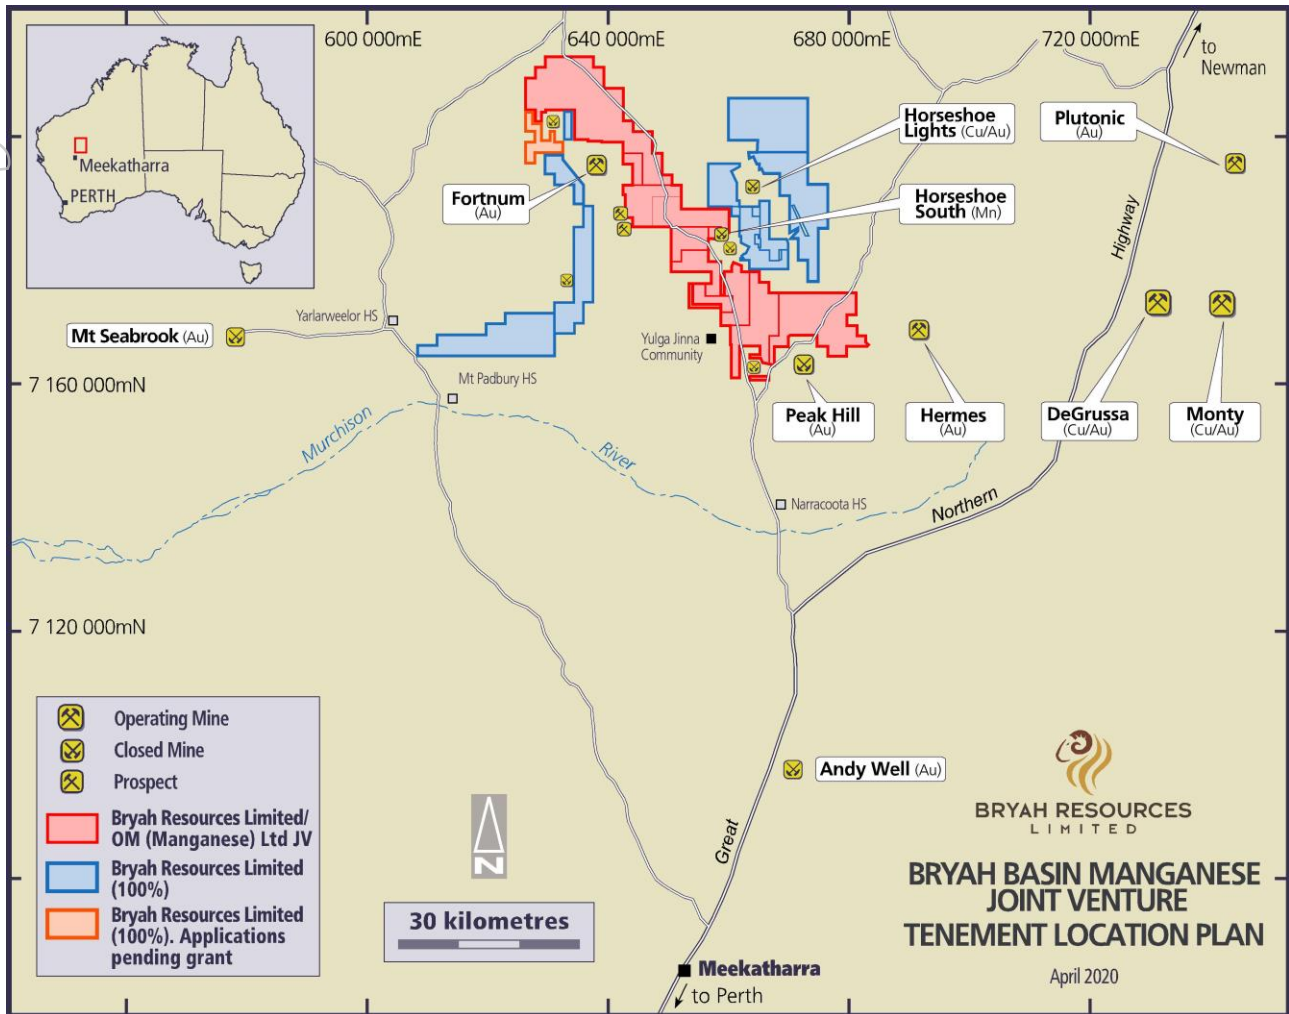 600 000mE
640 000mE
680 000mE
720 000mE
to
Newman
Meekatharra
PERTH
Horseshoe
Lights (Cu/Au)
Plutonic
(Au)
Fortnum
(Au)
Horseshoe
South (Mn)
Highway
Yarlarweelor HS
Mt Seabrook (Au)
Yulga Jinna
Community
7 160 000mN
Mt Padbury HS
Peak Hill
(Au)
Hermes
(Au)
DeGrussa
(Cu/Au)
Monty
(Cu/Au)
Murchison
River
Narracoota HS
Northern
7 120 000mN
Operating Mine
Closed Mine
Prospect
Bryah Resources Limited/
OM (Manganese) Ltd JV
Bryah Resources Limited
(100%)
Bryah Resources Limited
(100%). Applications
pending grant
N
30 kilometres
Andy Well (Au)
Great
Meekatharra
to Perth
BRYAH RESOURCES
LIMITED
BRYAH BASIN MANGANESE
JOINT VENTURE
TENEMENT LOCATION PLAN
April 2020